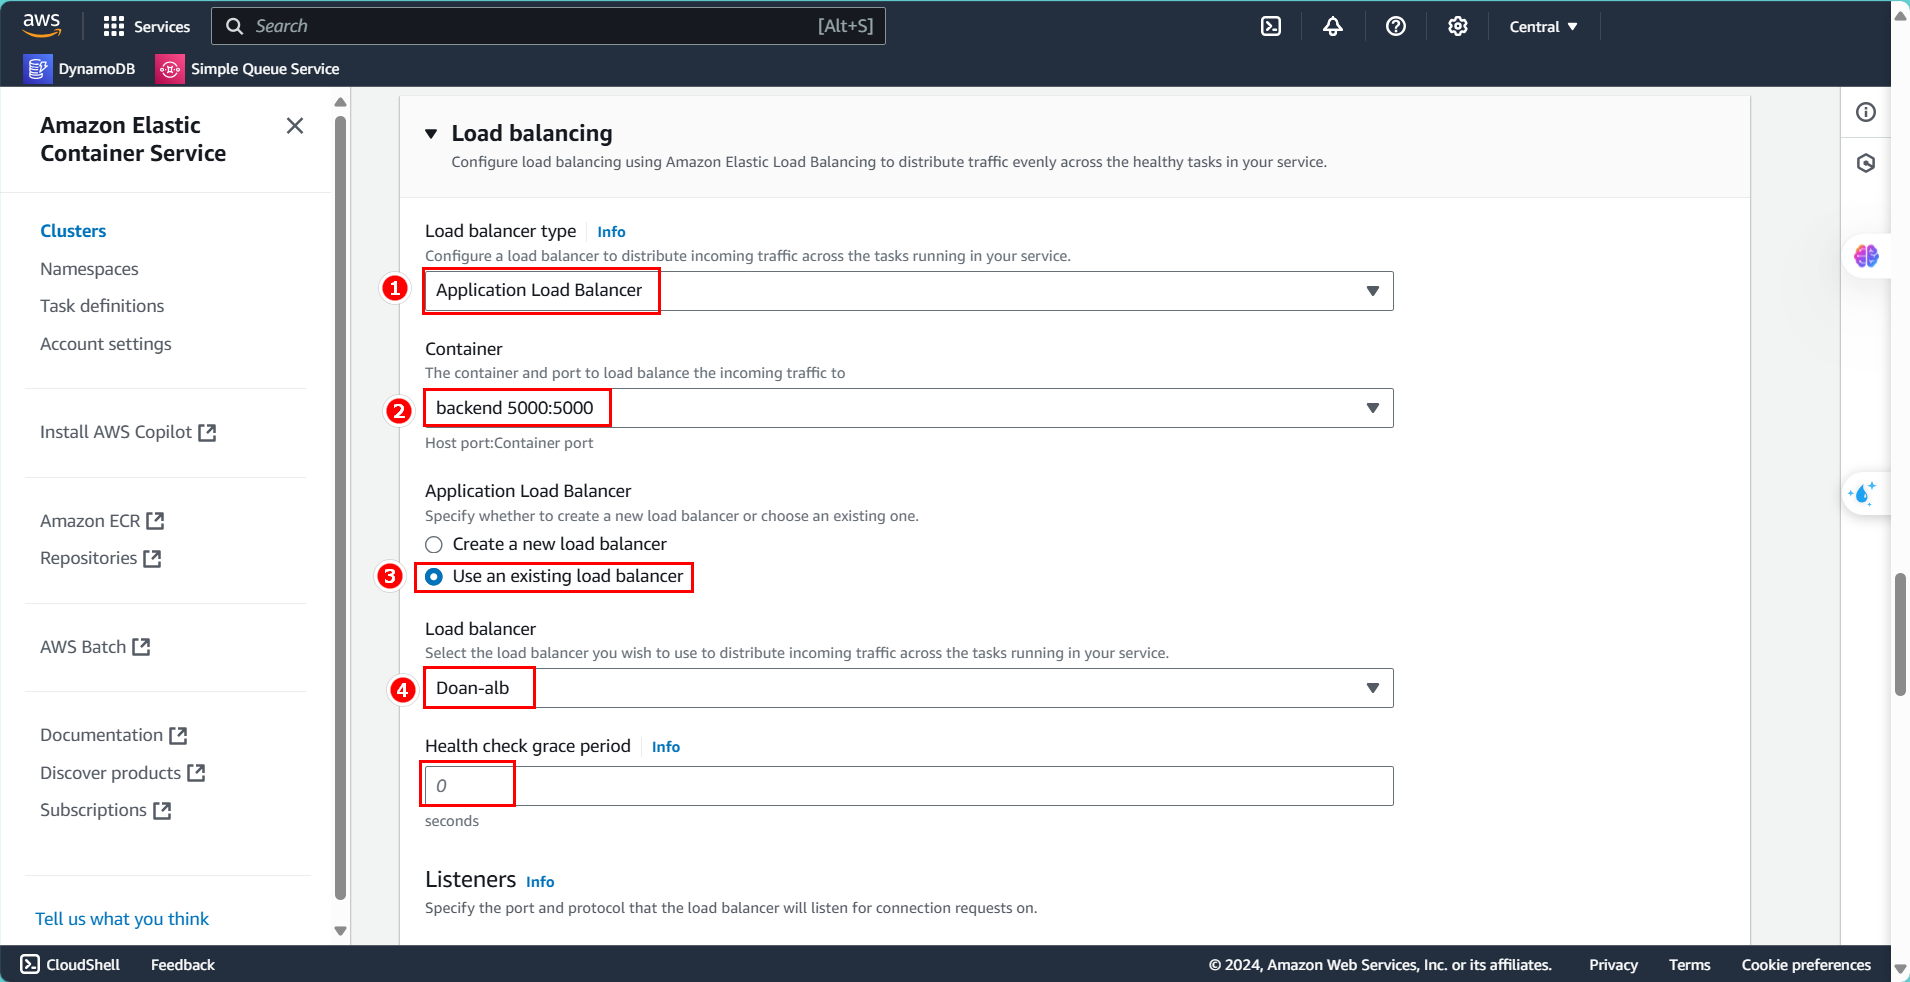 aws
Services
Search
[Alt+S]
Central
DynamoDB
Simple Queue Service
Amazon Elastic
Container Service
Clusters
Namespaces
Task definitions
Account settings
Install AWS Copilot
Amazon ECR
Repositories
AWS Batch
Documentation
Discover products
Subscriptions
Tell us what you think
Load balancing
Configure load balancing using Amazon Elastic Load Balancing to distribute traffic evenly across the healthy tasks in your service.
Load balancer type Info
Configure a load balancer to distribute incoming traffic across the tasks running in your service.
1 Application Load Balancer
Container
The container and port to load balance the incoming traffic to
2 backend 5000:5000
Host port:Container port
Application Load Balancer
Specify whether to create a new load balancer or choose an existing one.
Create a new load balancer
3 Use an existing load balancer
Load balancer
Select the load balancer you wish to use to distribute incoming traffic across the tasks running in your service.
4 Doan-alb
Health check grace period Info
0
seconds
Listeners Info
Specify the port and protocol that the load balancer will listen for connection requests on.
CloudShell
Feedback
© 2024, Amazon Web Services, Inc. or its affiliates.
Privacy
Terms
Cookie preferences